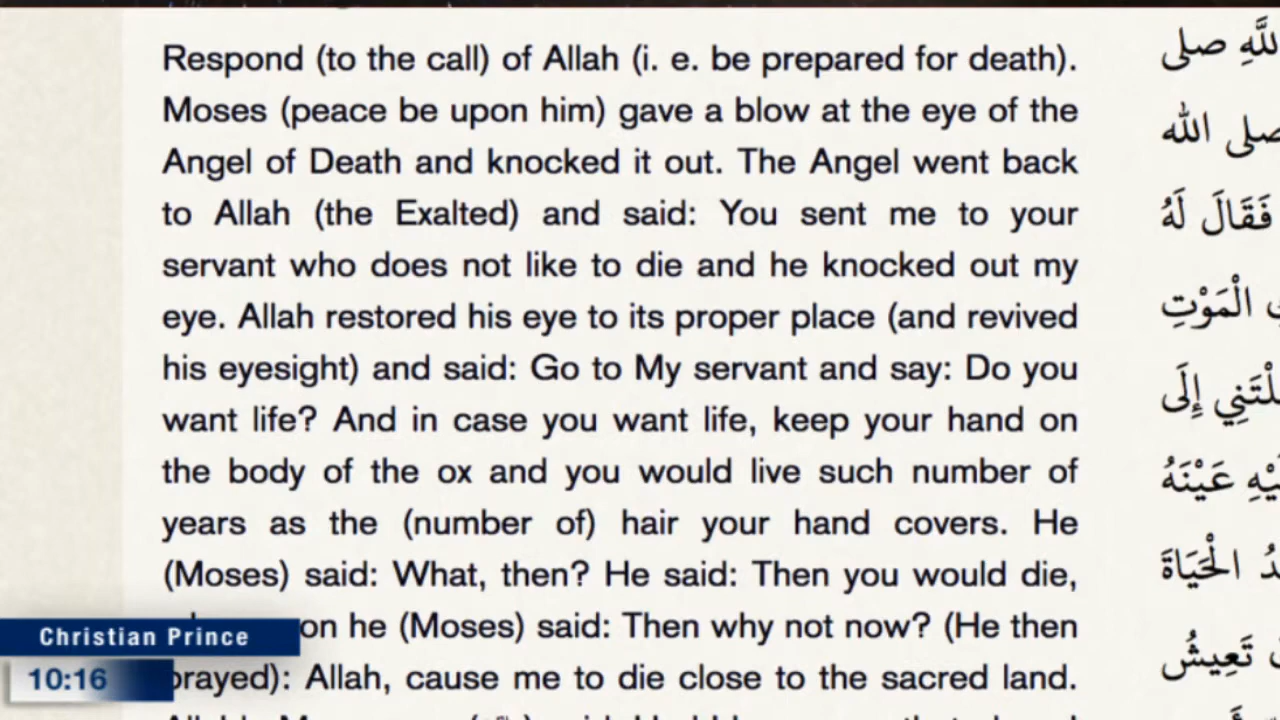 Respond (to the call) of Allah (i. e. be prepared for death).
Moses (peace be upon him) gave a blow at the eye of the
Angel of Death and knocked it out. The Angel went back
to Allah (the Exalted) and said: You sent me to your
servant who does not like to die and he knocked out my
eye. Allah restored his eye to its proper place (and revived
his eyesight) and said: Go to My servant and say: Do you
want life? And in case you want life, keep your hand on
the body of the ox and you would live such number of
years as the (number of) hair your hand covers. He
(Moses) said: What, then? He said: Then you would die,
on he (Moses) said: Then why not now? (He then
prayed): Allah, cause me to die close to the sacred land.
اللَّهِ صلى
صلى الله
فَقَالَ لَهُ
الْمَوْتِ
إِلَى
عَيْنَهُ
الْحَيَاةَ
تَعِيشُ
Christian Prince
10:16